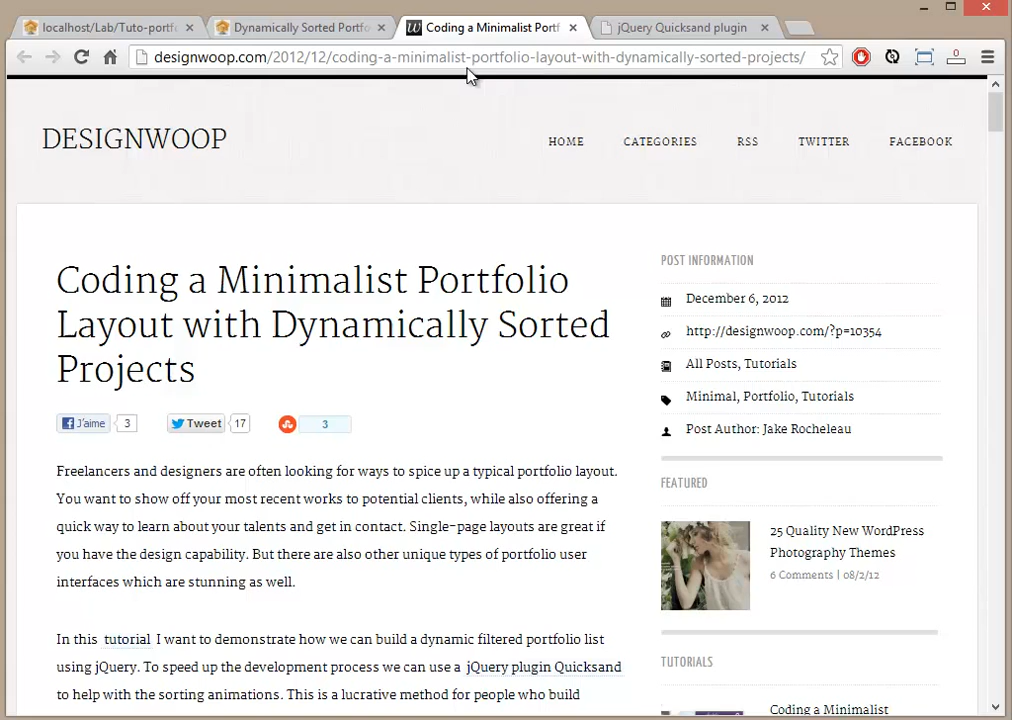 localhost/Lab/Tuto-portf
Dynamically Sorted Portfo
Coding a Minimalist Portf
jQuery Quicksand plugin
designwoop.com/2012/12/coding-a-minimalist-portfolio-layout-with-dynamically-sorted-projects/
0
DESIGNWOOP
HOME
CATEGORIES
RSS
TWITTER
FACEBOOK
Coding a Minimalist Portfolio
Layout with Dynamically Sorted
Projects
J'aime 3
Tweet 17
3
Freelancers and designers are often looking for ways to spice up a typical portfolio layout.
You want to show off your most recent works to potential clients, while also offering a
quick way to learn about your talents and get in contact. Single-page layouts are great if
you have the design capability. But there are also other unique types of portfolio user
interfaces which are stunning as well.
In this tutorial I want to demonstrate how we can build a dynamic filtered portfolio list
using jQuery. To speed up the development process we can use a jQuery plugin Quicksand
to help with the sorting animations. This is a lucrative method for people who build
POST INFORMATION
December 6, 2012
http://designwoop.com/?p=10354
All Posts, Tutorials
Minimal, Portfolio, Tutorials
Post Author: Jake Rocheleau
FEATURED
25 Quality New WordPress
Photography Themes
6 Comments | 08/2/12
TUTORIALS
Coding a Minimalist